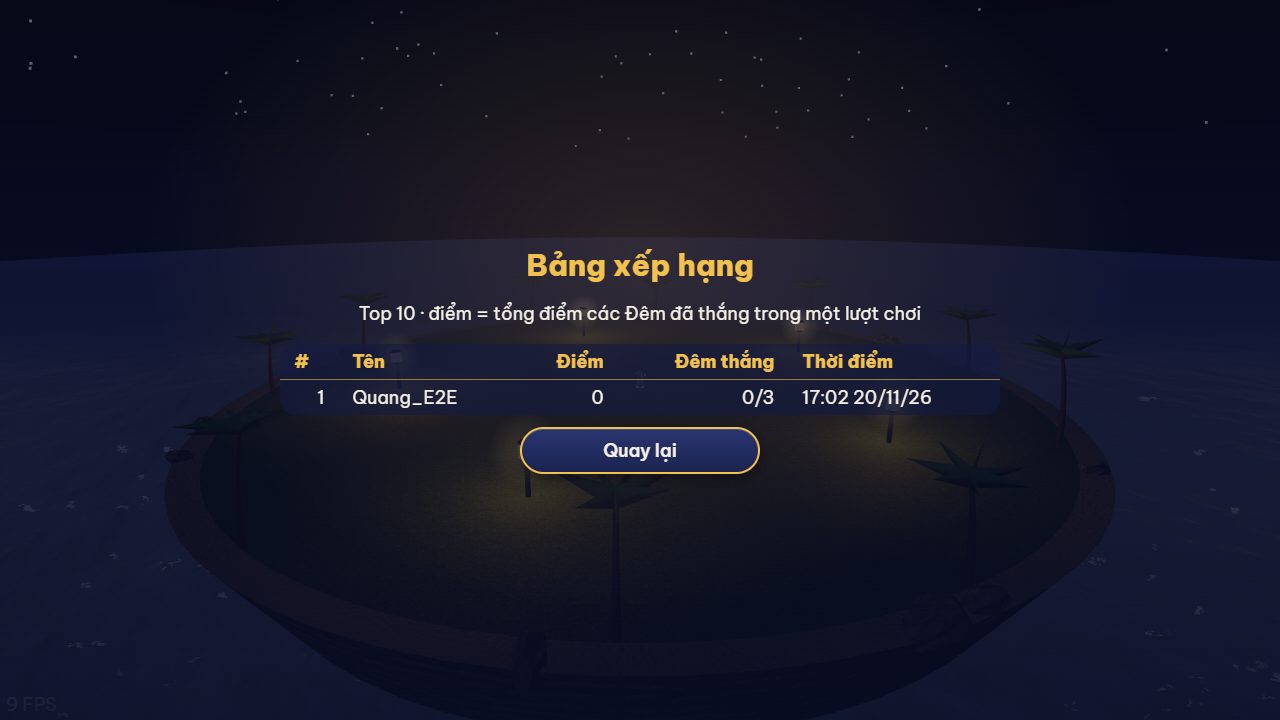 Bảng xếp hạng
Top 10 · điểm = tổng điểm các Đêm đã thắng trong một lượt chơi
# Tên Điểm Đêm thắng Thời điểm
1 Quang_E2E 0 0/3 17:02 20/11/26
Quay lại
9 FPS